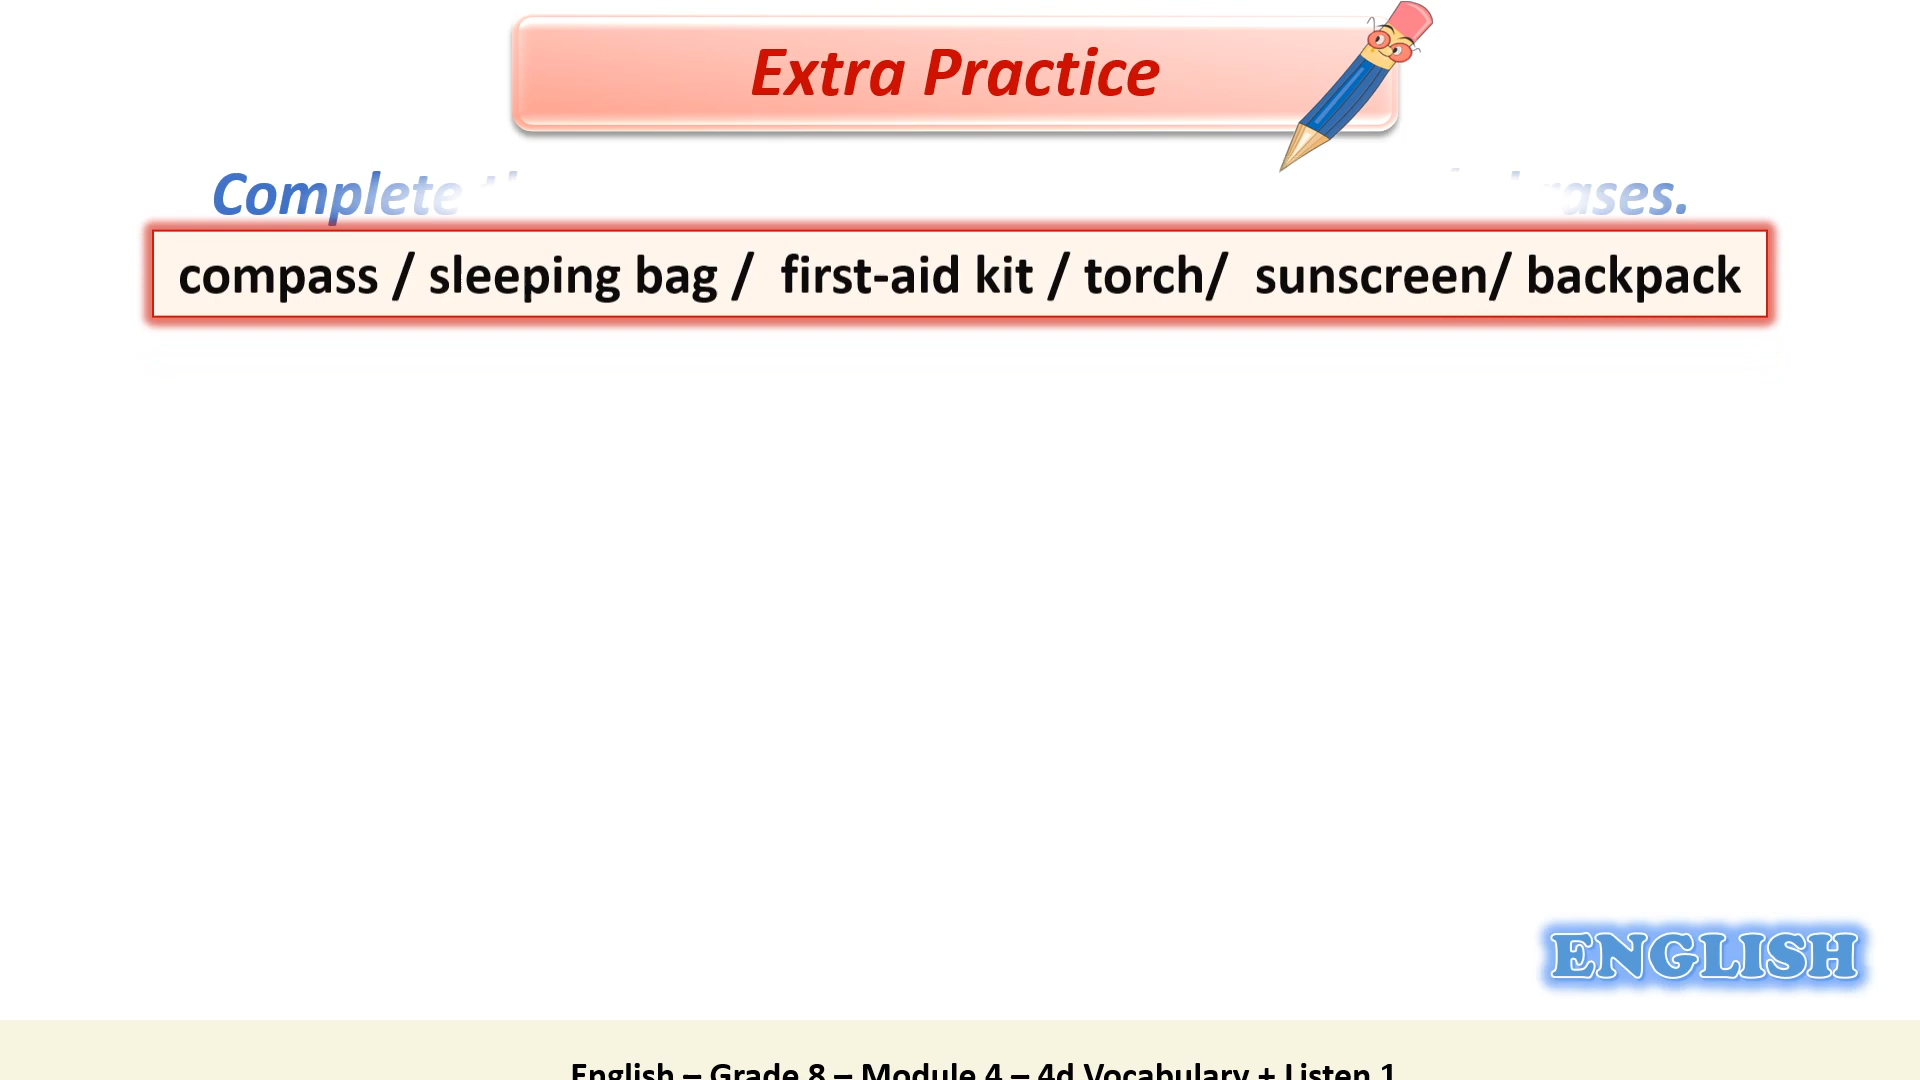 Extra Practice
Complete
compass / sleeping bag / first-aid kit / torch/ sunscreen/ backpack
ENGLISH
English – Grade 8 – Module 4 – 4d Vocabulary + Listen 1